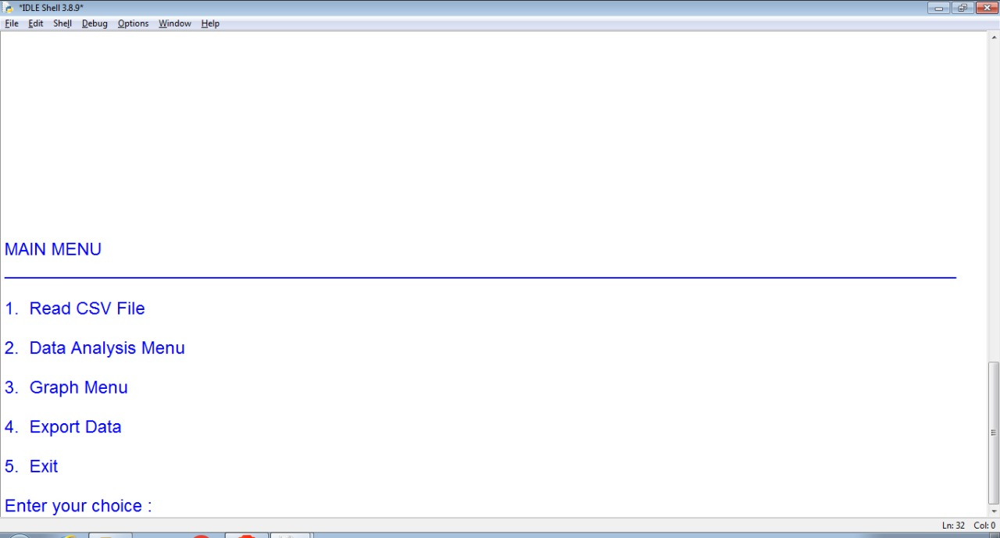 *IDLE Shell 3.8.9*
File Edit Shell Debug Options Window Help
MAIN MENU
1. Read CSV File
2. Data Analysis Menu
3. Graph Menu
4. Export Data
5. Exit
Enter your choice :
Ln: 32 Col: 0